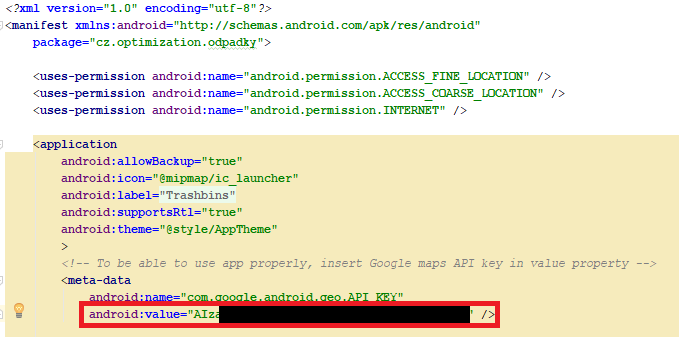 <?xml version="1.0" encoding="utf-8"?>
<manifest xmlns:android="http://schemas.android.com/apk/res/android"
package="cz.optimization.odpadky">
<uses-permission android:name="android.permission.ACCESS_FINE_LOCATION" />
<uses-permission android:name="android.permission.ACCESS_COARSE_LOCATION" />
<uses-permission android:name="android.permission.INTERNET" />
<application
android:allowBackup="true"
android:icon="@mipmap/ic_launcher"
android:label="Trashbins"
android:supportsRtl="true"
android:theme="@style/AppTheme"
>
<!-- To be able to use app properly, insert Google maps API key in value property -->
<meta-data
android:name="com.google.android.geo.API_KEY"
android:value="AIza " />